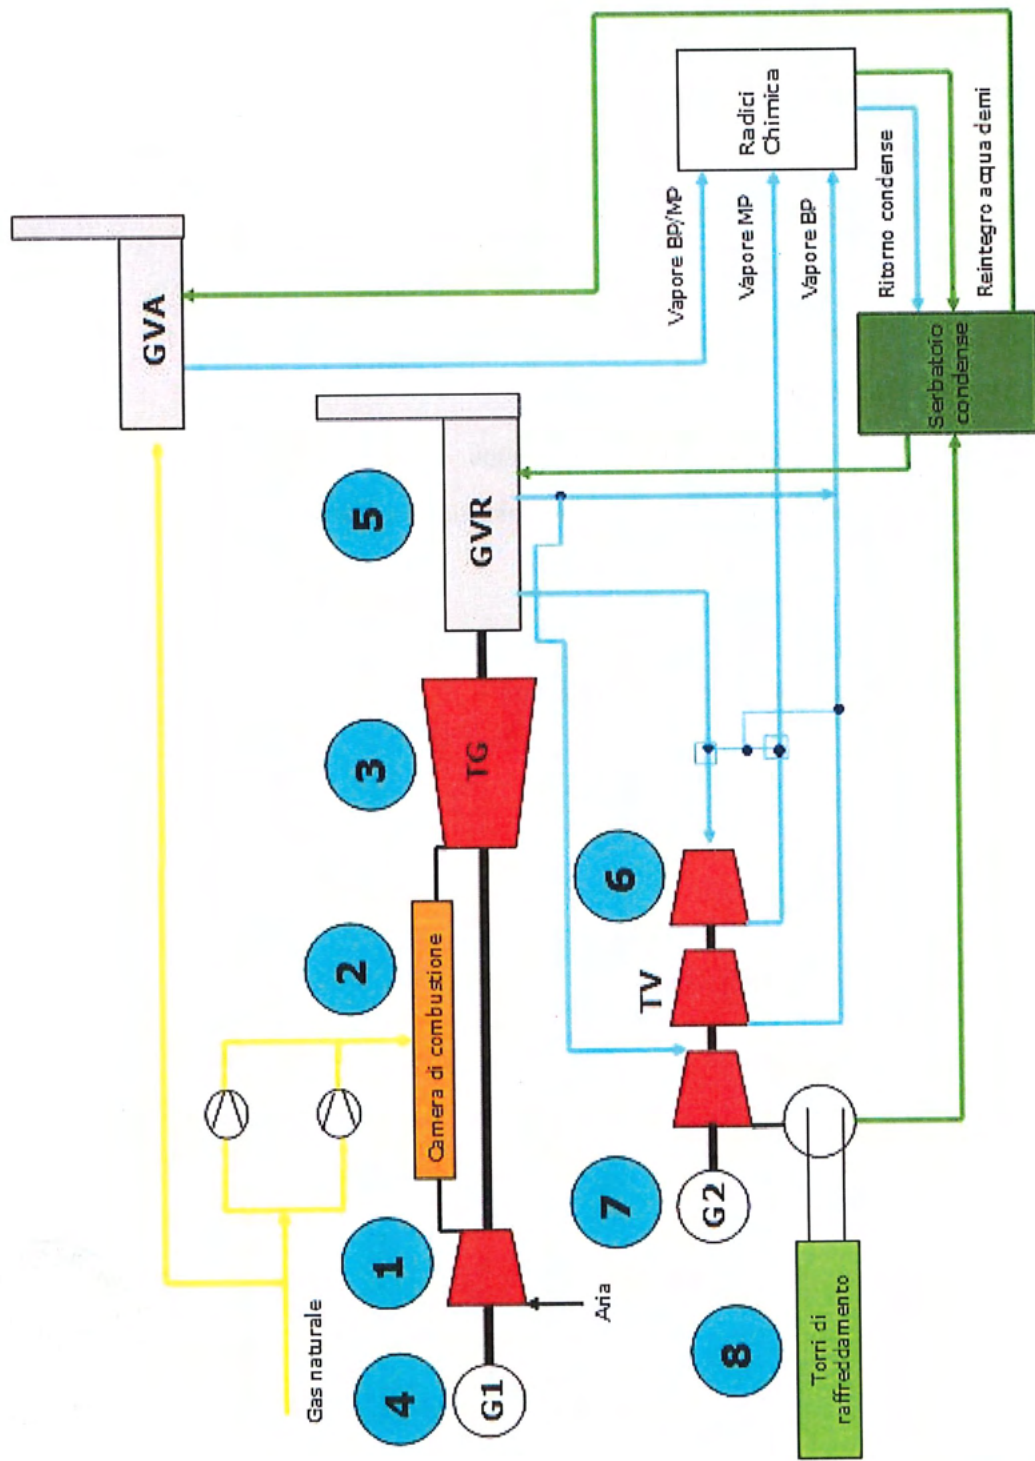 GVA
Radici
Chimica
Vapore BP/MP
Vapore MP
Vapore BP
Ritorno condense
Reintegro acqua demi
Serbatoio
condense
5
GVR
3
TG
2
Camera di combustione
6
TV
7
G2
1
Aria
4
G1
Gas naturale
8
Torri di
raffreddamento